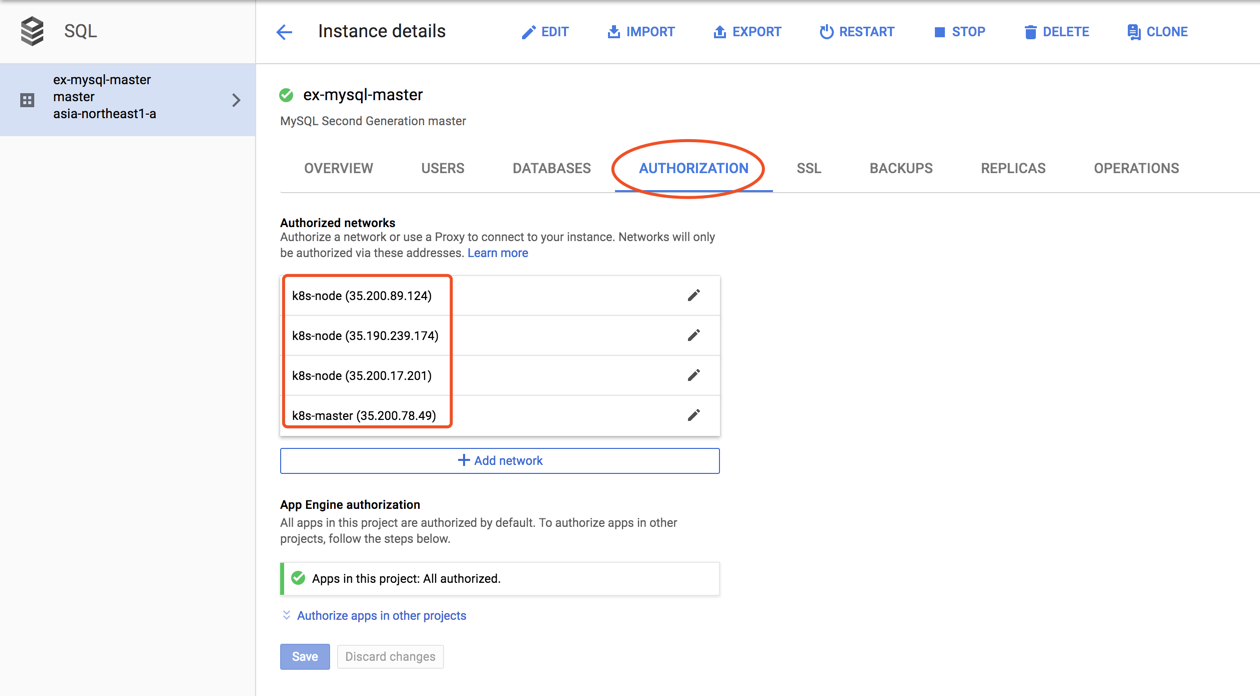 SQL
Instance details
EDIT
IMPORT
EXPORT
RESTART
STOP
DELETE
CLONE
ex-mysql-master
master
asia-northeast1-a
ex-mysql-master
MySQL Second Generation master
OVERVIEW
USERS
DATABASES
AUTHORIZATION
SSL
BACKUPS
REPLICAS
OPERATIONS
Authorized networks
Authorize a network or use a Proxy to connect to your instance. Networks will only
be authorized via these addresses. Learn more
k8s-node (35.200.89.124)
k8s-node (35.190.239.174)
k8s-node (35.200.17.201)
k8s-master (35.200.78.49)
Add network
App Engine authorization
All apps in this project are authorized by default. To authorize apps in other
projects, follow the steps below.
Apps in this project: All authorized.
Authorize apps in other projects
Save
Discard changes